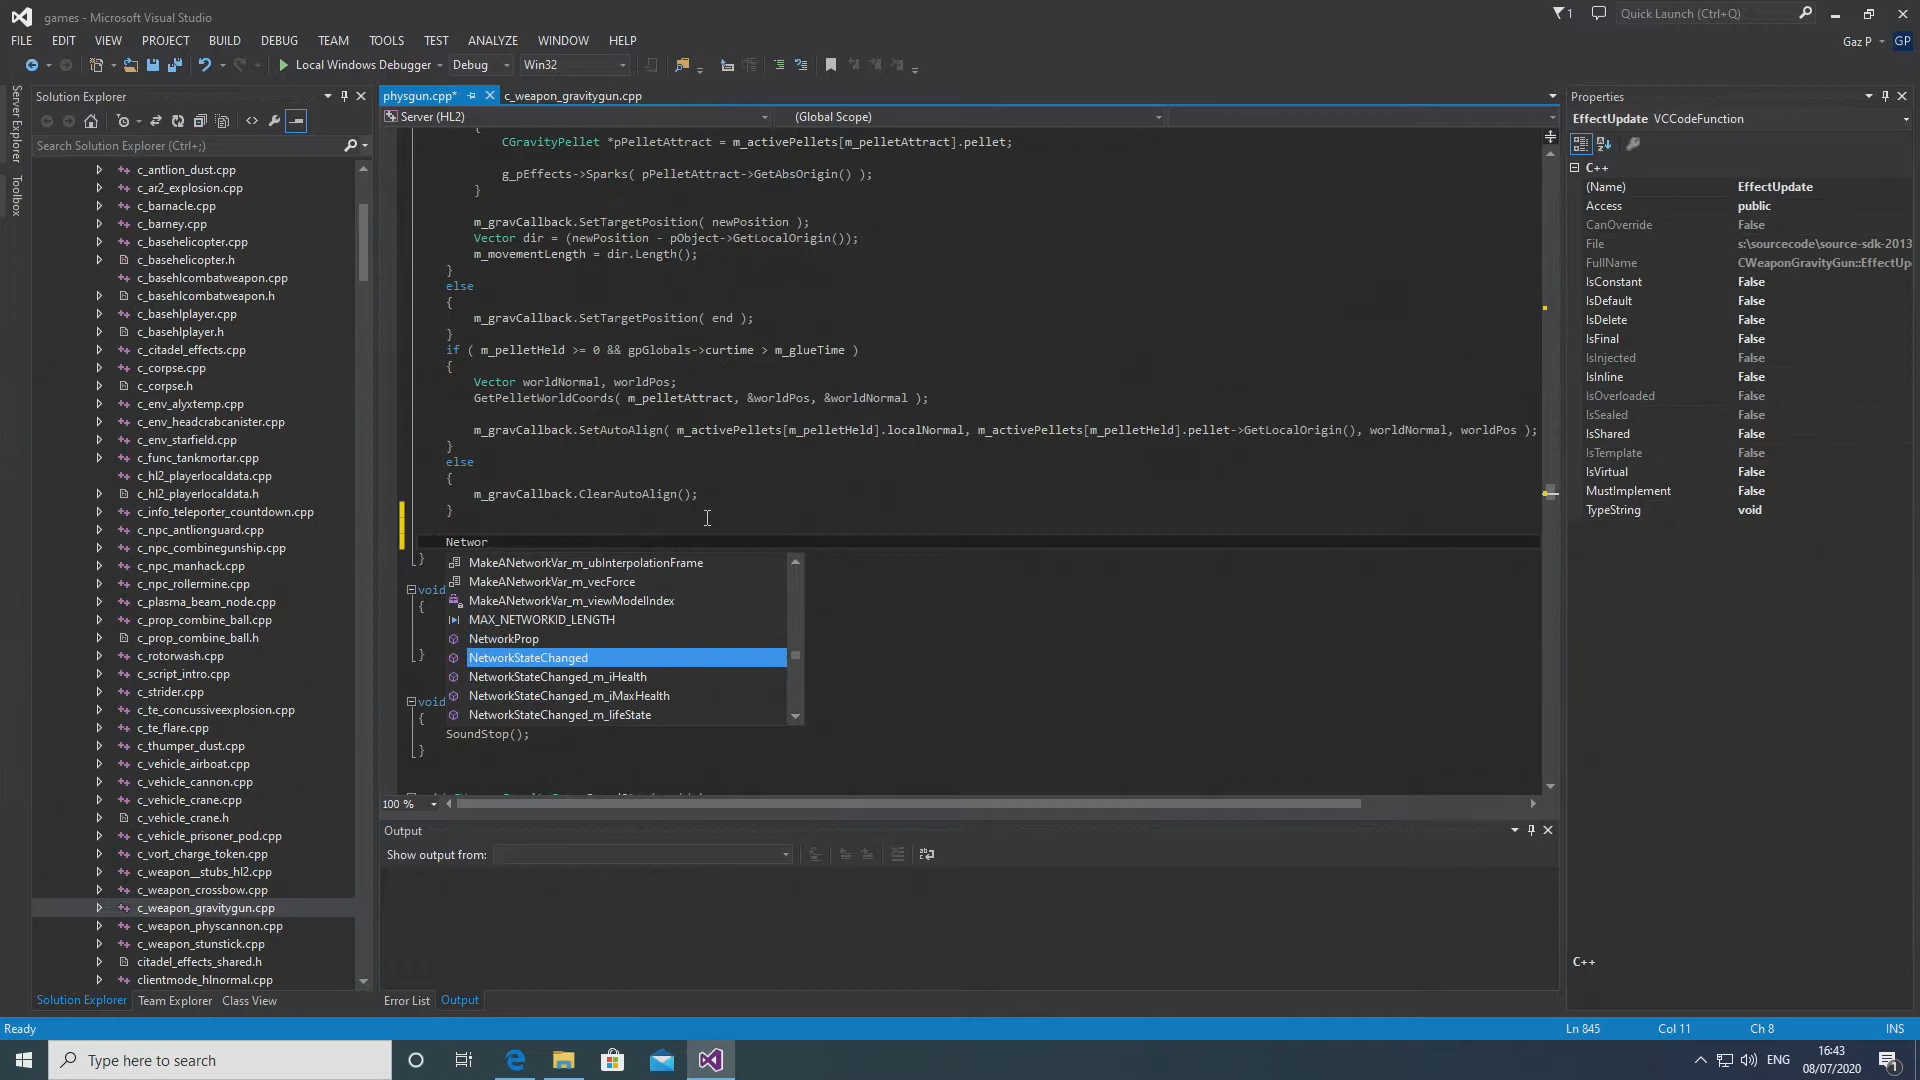 games - Microsoft Visual Studio
1
Quick Launch (Ctrl+Q)
FILE EDIT VIEW PROJECT BUILD DEBUG TEAM TOOLS TEST ANALYZE WINDOW HELP
Gaz P
GP
Local Windows Debugger Debug Win32
Server Explorer
Toolbox
Solution Explorer
Search Solution Explorer (Ctrl+;)
c_antlion_dust.cpp
c_ar2_explosion.cpp
c_barnacle.cpp
c_barney.cpp
c_basehelicopter.cpp
c_basehelicopter.h
c_basehlcombatweapon.cpp
c_basehlcombatweapon.h
c_basehlplayer.cpp
c_basehlplayer.h
c_citadel_effects.cpp
c_corpse.cpp
c_corpse.h
c_env_alyxtemp.cpp
c_env_headcrabcanister.cpp
c_env_starfield.cpp
c_func_tankmortar.cpp
c_hl2_playerlocaldata.cpp
c_hl2_playerlocaldata.h
c_info_teleporter_countdown.cpp
c_npc_antlionguard.cpp
c_npc_combinegunship.cpp
c_npc_manhack.cpp
c_npc_rollermine.cpp
c_plasma_beam_node.cpp
c_prop_combine_ball.cpp
c_prop_combine_ball.h
c_rotorwash.cpp
c_script_intro.cpp
c_strider.cpp
c_te_concussiveexplosion.cpp
c_te_flare.cpp
c_thumper_dust.cpp
c_vehicle_airboat.cpp
c_vehicle_cannon.cpp
c_vehicle_crane.cpp
c_vehicle_crane.h
c_vehicle_prisoner_pod.cpp
c_vort_charge_token.cpp
c_weapon__stubs_hl2.cpp
c_weapon_crossbow.cpp
c_weapon_gravitygun.cpp
c_weapon_physcannon.cpp
c_weapon_stunstick.cpp
citadel_effects_shared.h
clientmode_hlnormal.cpp
Solution Explorer Team Explorer Class View
physgun.cpp* c_weapon_gravitygun.cpp
Server (HL2) (Global Scope)
{
CGravityPellet *pPelletAttract = m_activePellets[m_pelletAttract].pellet;
g_pEffects->Sparks( pPelletAttract->GetAbsOrigin() );
}
m_gravCallback.SetTargetPosition( newPosition );
Vector dir = (newPosition - pObject->GetLocalOrigin());
m_movementLength = dir.Length();
}
else
{
m_gravCallback.SetTargetPosition( end );
}
if ( m_pelletHeld >= 0 && gpGlobals->curtime > m_glueTime )
{
Vector worldNormal, worldPos;
GetPelletWorldCoords( m_pelletAttract, &worldPos, &worldNormal );
m_gravCallback.SetAutoAlign( m_activePellets[m_pelletHeld].localNormal, m_activePellets[m_pelletHeld].pellet->GetLocalOrigin(), worldNormal, worldPos );
}
else
{
m_gravCallback.ClearAutoAlign();
}
Networ
}
MakeANetworkVar_m_ubInterpolationFrame
MakeANetworkVar_m_vecForce
MakeANetworkVar_m_viewModelIndex
MAX_NETWORKID_LENGTH
NetworkProp
NetworkStateChanged
NetworkStateChanged_m_iHealth
NetworkStateChanged_m_iMaxHealth
NetworkStateChanged_m_lifeState
void
{
}
void
{
SoundStop();
}
100 %
Output
Show output from:
Error List Output
Properties
EffectUpdate VCCodeFunction
C++
(Name) EffectUpdate
Access public
CanOverride False
File s:\sourcecode\source-sdk-2013
FullName CWeaponGravityGun::EffectUp
IsConstant False
IsDefault False
IsDelete False
IsFinal False
IsInjected False
IsInline False
IsOverloaded False
IsSealed False
IsShared False
IsTemplate False
IsVirtual False
MustImplement False
TypeString void
C++
Ready
Ln 845 Col 11 Ch 8 INS
Type here to search
ENG
16:43
08/07/2020
1